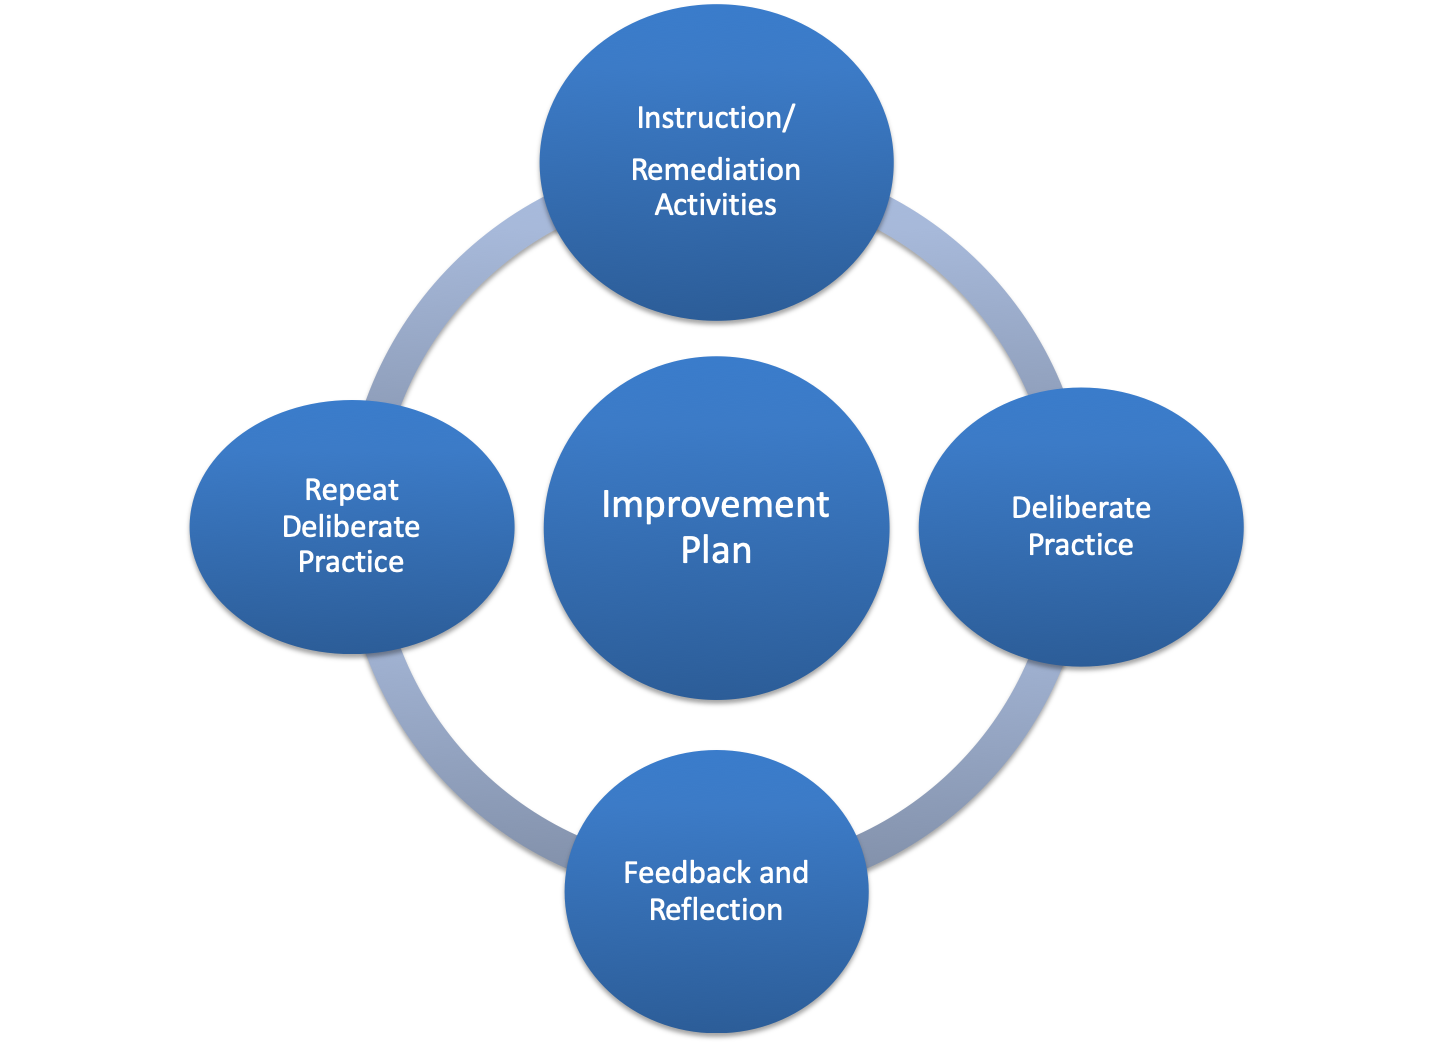 Instruction/
Remediation
Activities
Repeat
Deliberate
Practice
Improvement
Plan
Deliberate
Practice
Feedback and
Reflection